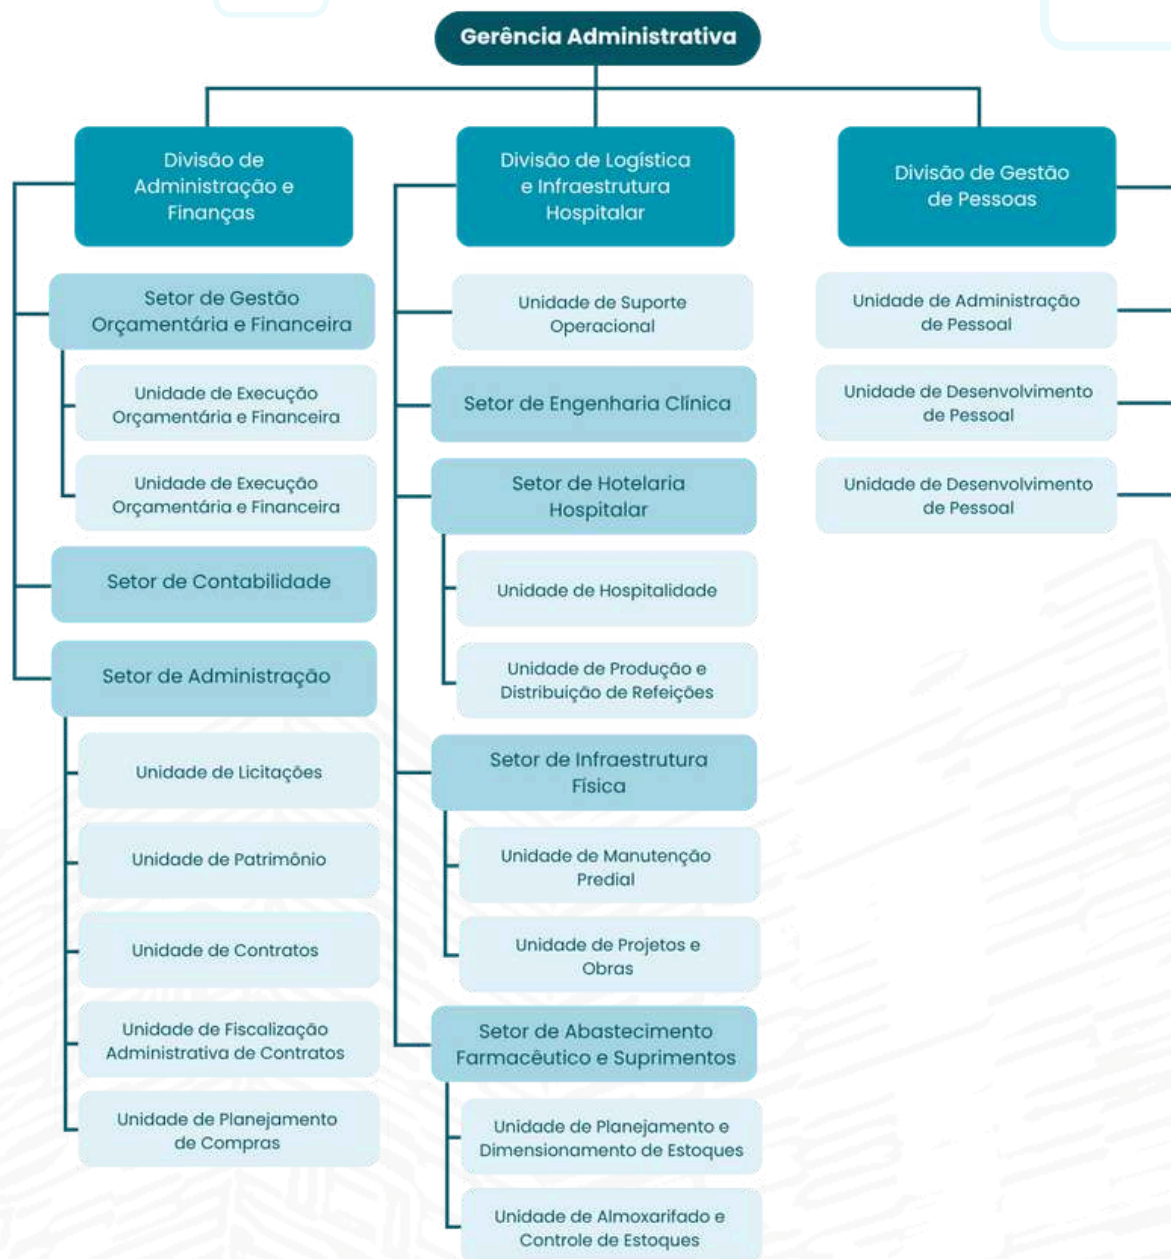 Gerência Administrativa
Divisão de
Administração e
Finanças
Setor de Gestão
Orçamentária e Financeira
Unidade de Execução
Orçamentária e Financeira
Unidade de Execução
Orçamentária e Financeira
Setor de Contabilidade
Setor de Administração
Unidade de Licitações
Unidade de Patrimônio
Unidade de Contratos
Unidade de Fiscalização
Administrativa de Contratos
Unidade de Planejamento
de Compras
Divisão de Logística
e Infraestrutura
Hospitalar
Unidade de Suporte
Operacional
Setor de Engenharia Clínica
Setor de Hotelaria
Hospitalar
Unidade de Hospitalidade
Unidade de Produção e
Distribuição de Refeições
Setor de Infraestrutura
Física
Unidade de Manutenção
Predial
Unidade de Projetos e
Obras
Setor de Abastecimento
Farmacêutico e Suprimentos
Unidade de Planejamento e
Dimensionamento de Estoques
Unidade de Almoxarifado e
Controle de Estoques
Divisão de Gestão
de Pessoas
Unidade de Administração
de Pessoal
Unidade de Desenvolvimento
de Pessoal
Unidade de Desenvolvimento
de Pessoal